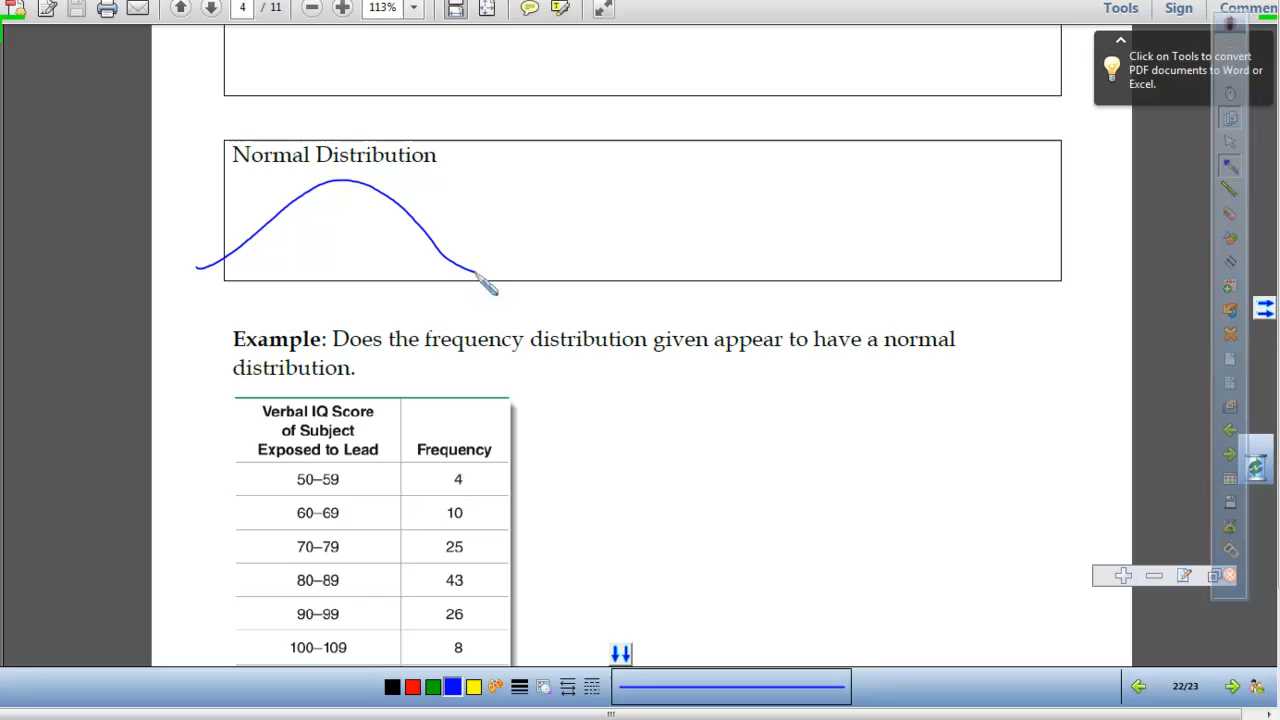 4 / 11
113%
Tools
Sign
Commen
Click on Tools to convert
PDF documents to Word or
Excel.
Normal Distribution
Example: Does the frequency distribution given appear to have a normal
distribution.
Verbal IQ Score
of Subject
Exposed to Lead
Frequency
50–59 4
60–69 10
70–79 25
80–89 43
90–99 26
100–109 8
22/23